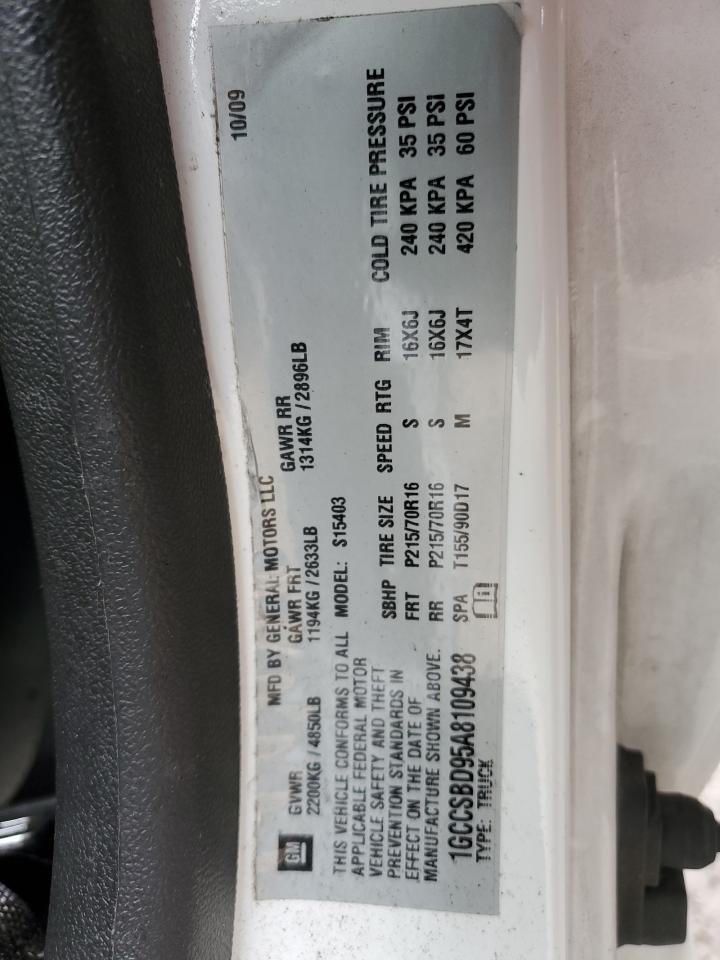 10/09
MFD BY GENERAL MOTORS LLC
GM
GVWR GAWR FRT GAWR RR
2200KG / 4850LB 1194KG / 2633LB 1314KG / 2896LB
THIS VEHICLE CONFORMS TO ALL
APPLICABLE FEDERAL MOTOR
VEHICLE SAFETY AND THEFT
PREVENTION STANDARDS IN
EFFECT ON THE DATE OF
MANUFACTURE SHOWN ABOVE.
1GCCSBD95A8109438
TYPE: TRUCK
MODEL: S15403
SBHP TIRE SIZE SPEED RTG RIM COLD TIRE PRESSURE
FRT P215/70R16 S 16X6J 240 KPA 35 PSI
RR P215/70R16 S 16X6J 240 KPA 35 PSI
SPA T155/90D17 M 17X4T 420 KPA 60 PSI